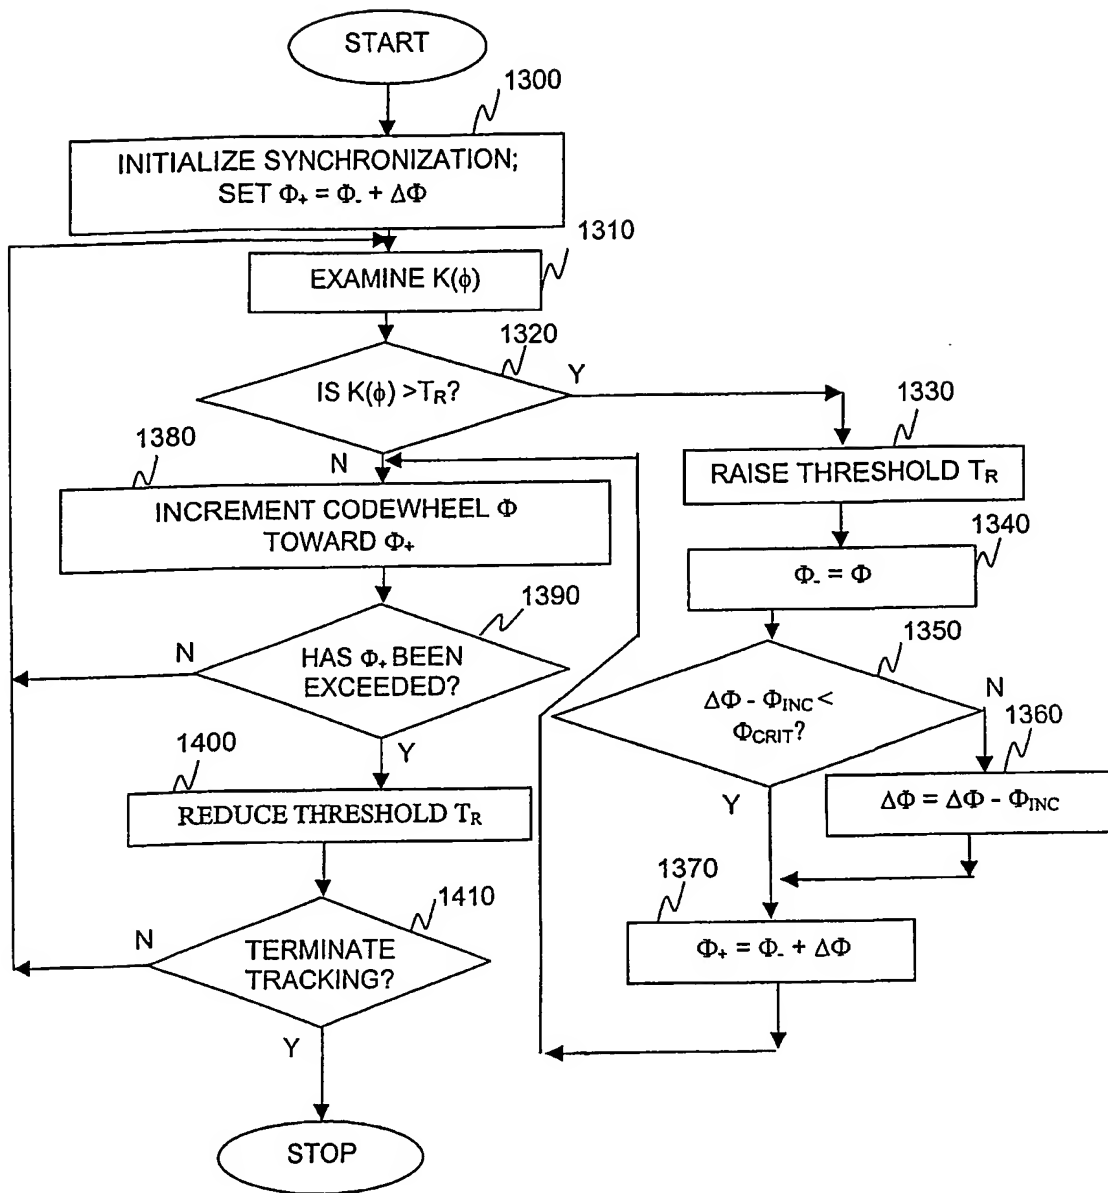 START
1300
INITIALIZE SYNCHRONIZATION;
SET Φ₊ = Φ₋ + ΔΦ
1310
EXAMINE K(ϕ)
1320
IS K(ϕ) >T_R?
Y
N
1330
RAISE THRESHOLD T_R
1340
Φ₋ = Φ
1350
ΔΦ - Φ_INC <
Φ_CRIT?
N
Y
1360
ΔΦ = ΔΦ - Φ_INC
1370
Φ₊ = Φ₋ + ΔΦ
1380
INCREMENT CODEWHEEL Φ
TOWARD Φ₊
1390
HAS Φ₊ BEEN
EXCEEDED?
N
Y
1400
REDUCE THRESHOLD T_R
1410
TERMINATE
TRACKING?
N
Y
STOP